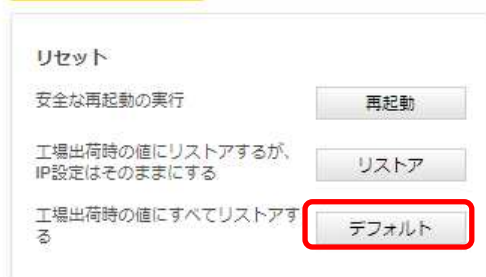 リセット
安全な再起動の実行
再起動
工場出荷時の値にリストアするが、
IP設定はそのままにする
リストア
工場出荷時の値にすべてリストアす
る
デフォルト